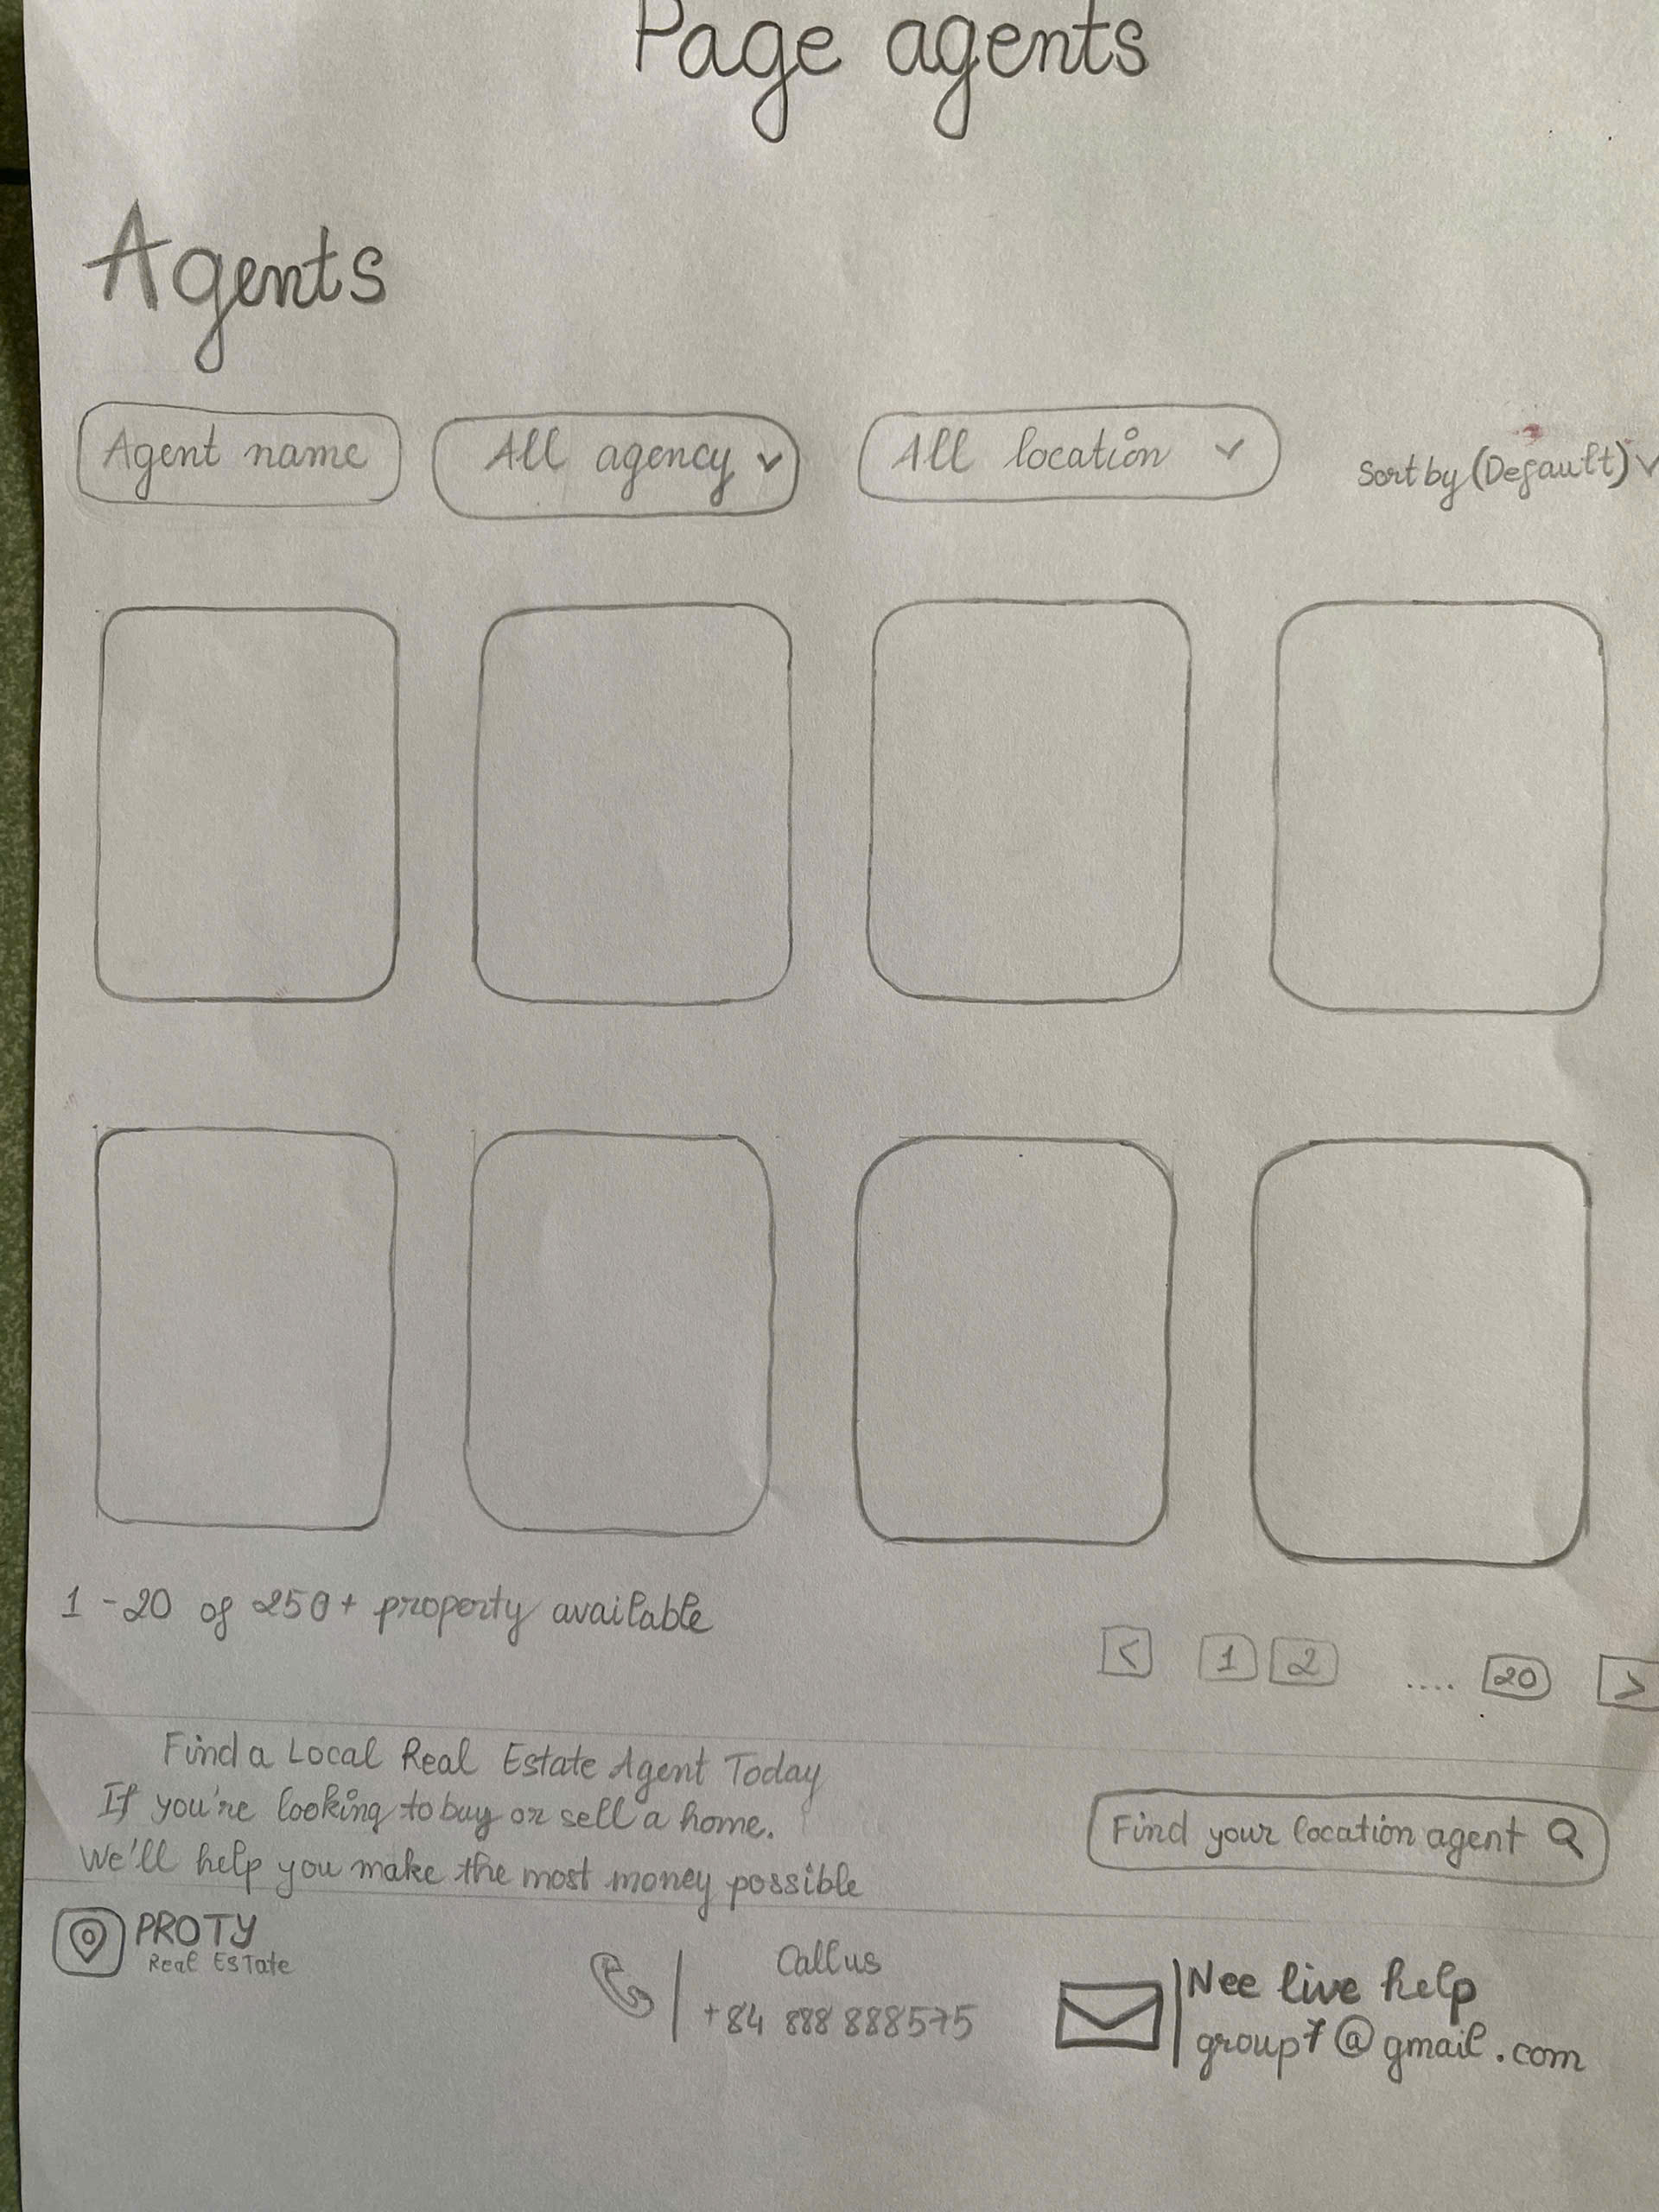 Page agents
Agents
Agent name
All agency
All location
Sort by (Default)
1 - 20 of 250+ property available
< 1 2 .... 20 >
Find a Local Real Estate Agent Today
If you're looking to buy or sell a home.
We'll help you make the most money possible
Find your location agent
PROTY
Real Estate
Call us
+84 888 888575
Nee live help
group7@gmail.com